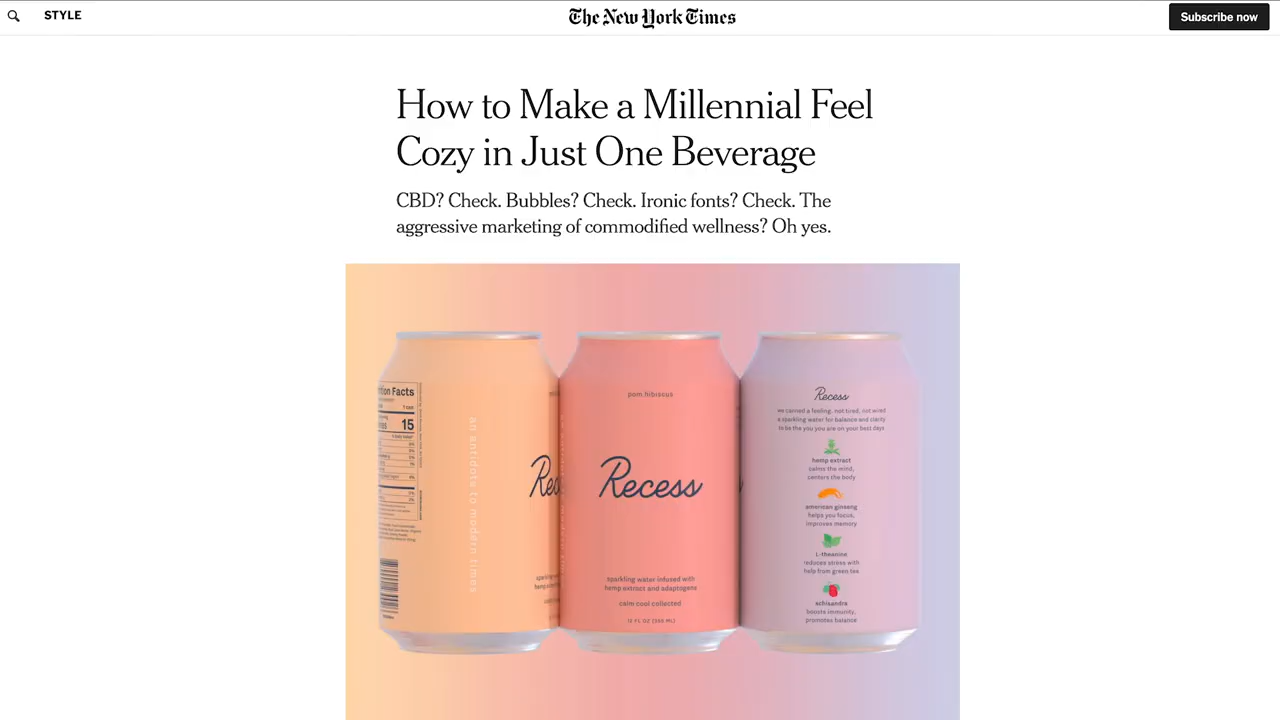 STYLE
The New York Times
Subscribe now
How to Make a Millennial Feel
Cozy in Just One Beverage
CBD? Check. Bubbles? Check. Ironic fonts? Check. The
aggressive marketing of commodified wellness? Oh yes.
Facts
15
an antidote to modern times
pom.hibiscus
Recess
sparkling water infused with
hemp extract and adaptogens
calm cool collected
12 FL OZ (355 ML)
Recess
we canned a feeling. not tired, not wired
a sparkling water for balance and clarity
to be the you you are on your best days
hemp extract
calms the mind,
centers the body
american ginseng
helps you focus,
improves memory
L-theanine
reduces stress with
help from green tea
schisandra
boosts immunity,
promotes balance